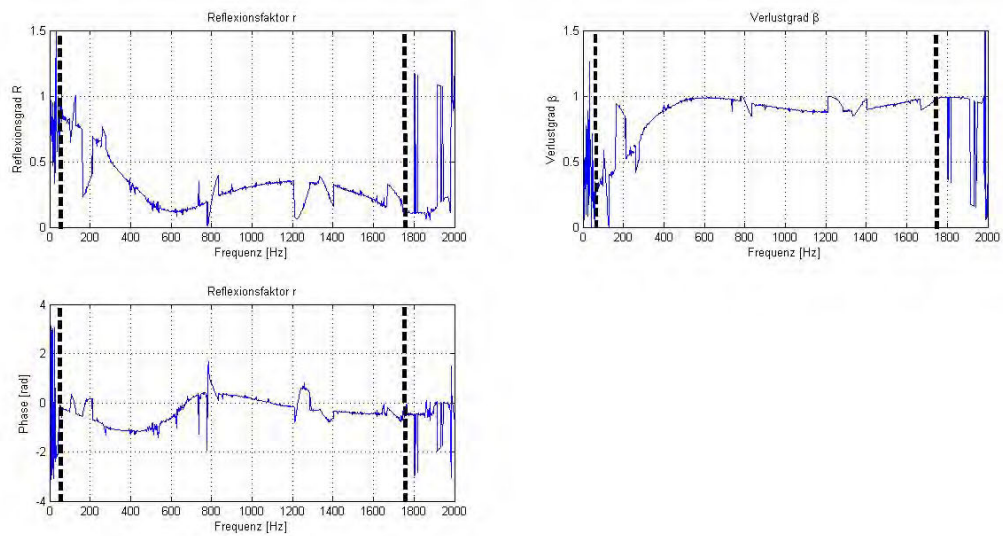 Reflexionsfaktor r
1.5
1
0.5
0
Reflexionsgrad R
0 200 400 600 800 1000 1200 1400 1600 1800 2000
Frequenz [Hz]
Verlustgrad β
1.5
1
0.5
0
Verlustgrad β
0 200 400 600 800 1000 1200 1400 1600 1800 2000
Frequenz [Hz]
Reflexionsfaktor r
4
2
0
-2
-4
Phase [rad]
0 200 400 600 800 1000 1200 1400 1600 1800 2000
Frequenz [Hz]